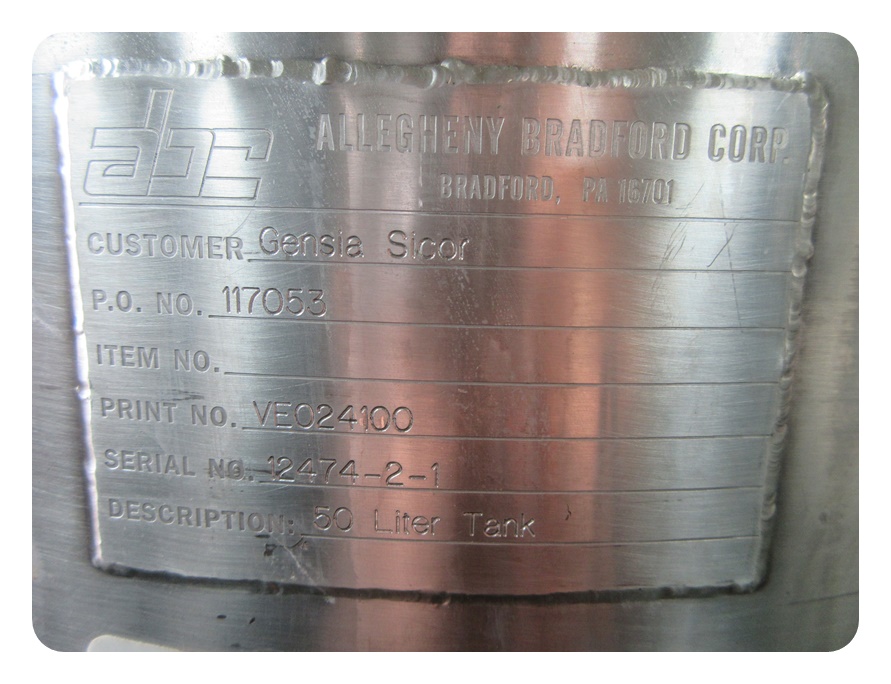 abc
ALLEGHENY BRADFORD CORP.
BRADFORD, PA 16701
CUSTOMER Gensia Sicor
P.O. NO. 117053
ITEM NO.
PRINT NO. VE024100
SERIAL NO. 12474-2-1
DESCRIPTION: 50 Liter Tank